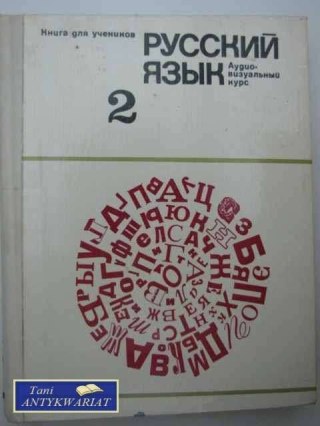 Книга для учеников
РУССКИЙ
ЯЗЫК
Аудио-
визуальный
курс
2
Tani
ANTYKWARIAT